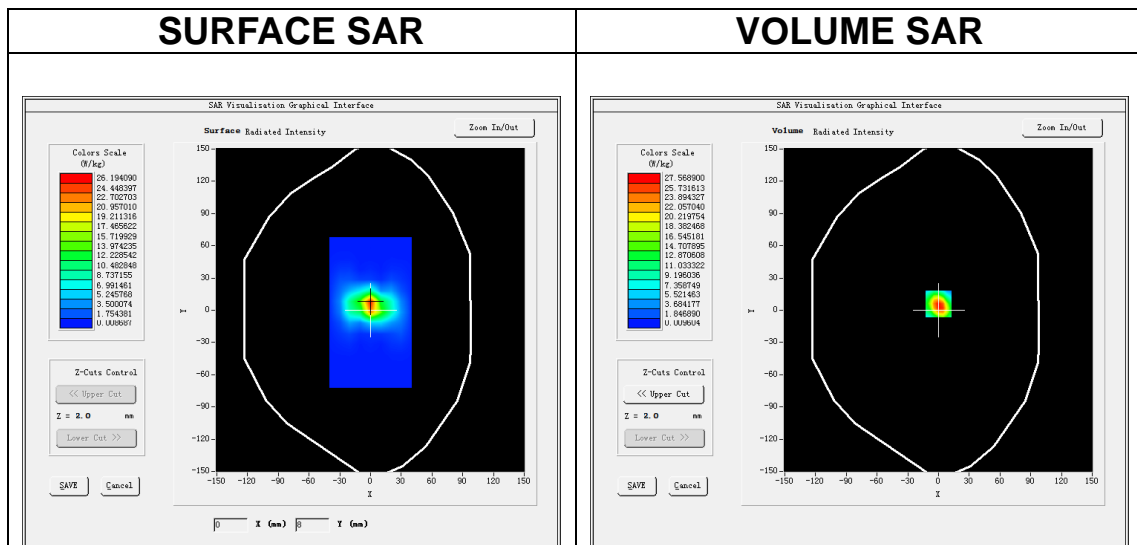 SURFACE SAR
VOLUME SAR
SAR Visualisation Graphical Interface
Surface Radiated Intensity
Zoom In/Out
Colors Scale
(W/kg)
26.194090
24.448397
22.702703
20.957010
19.211316
17.465622
15.719929
13.974235
12.228542
10.482848
8.737155
6.991461
5.245768
3.500074
1.754381
0.008687
150
120
90
60
30
0
-30
-60
-90
-120
-150
Y
-150 -120 -90 -60 -30 0 30 60 90 120 150
X
Z-Cuts Control
<< Upper Cut
Z = 2.0 mm
Lower Cut >>
SAVE
Cancel
0 X (mm) 8 Y (mm)
SAR Visualisation Graphical Interface
Volume Radiated Intensity
Zoom In/Out
Colors Scale
(W/kg)
27.568900
25.731613
23.894327
22.057040
20.219754
18.382468
16.545181
14.707895
12.870608
11.033322
9.196036
7.358749
5.521463
3.684177
1.846890
0.009604
150
120
90
60
30
0
-30
-60
-90
-120
-150
Y
-150 -120 -90 -60 -30 0 30 60 90 120 150
X
Z-Cuts Control
<< Upper Cut
Z = 2.0 mm
Lower Cut >>
SAVE
Cancel